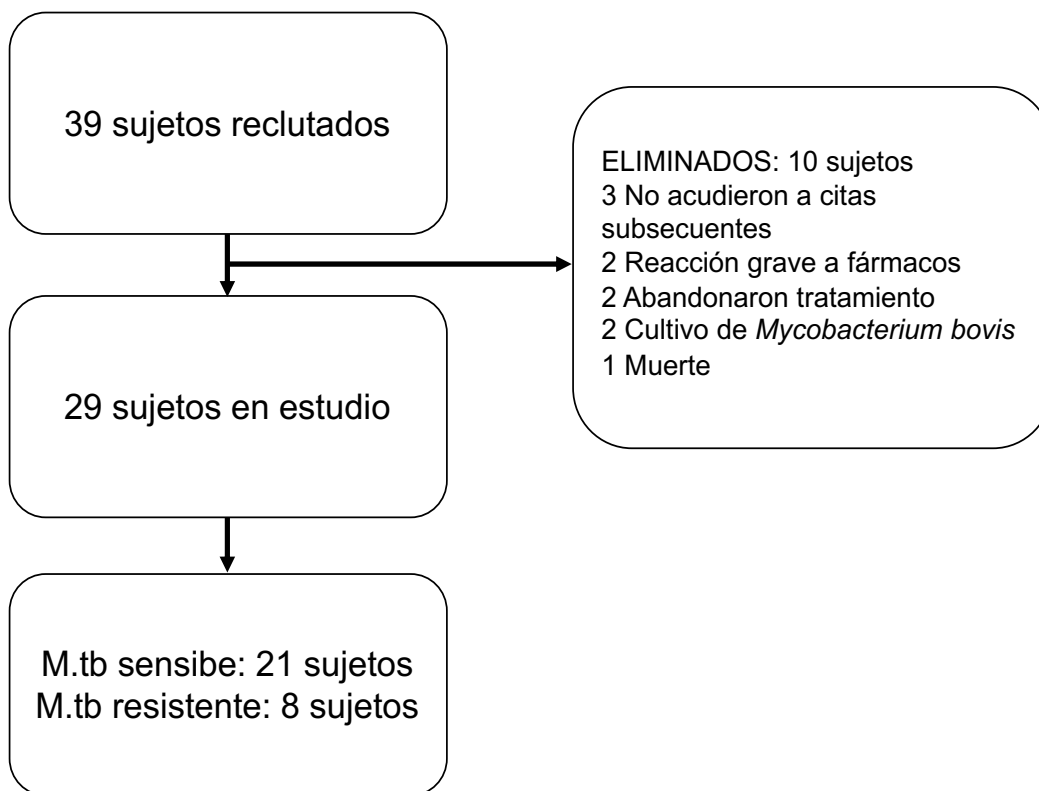 39 sujetos reclutados
ELIMINADOS: 10 sujetos
3 No acudieron a citas
subsecuentes
2 Reacción grave a fármacos
2 Abandonaron tratamiento
2 Cultivo de Mycobacterium bovis
1 Muerte
29 sujetos en estudio
M.tb sensibe: 21 sujetos
M.tb resistente: 8 sujetos